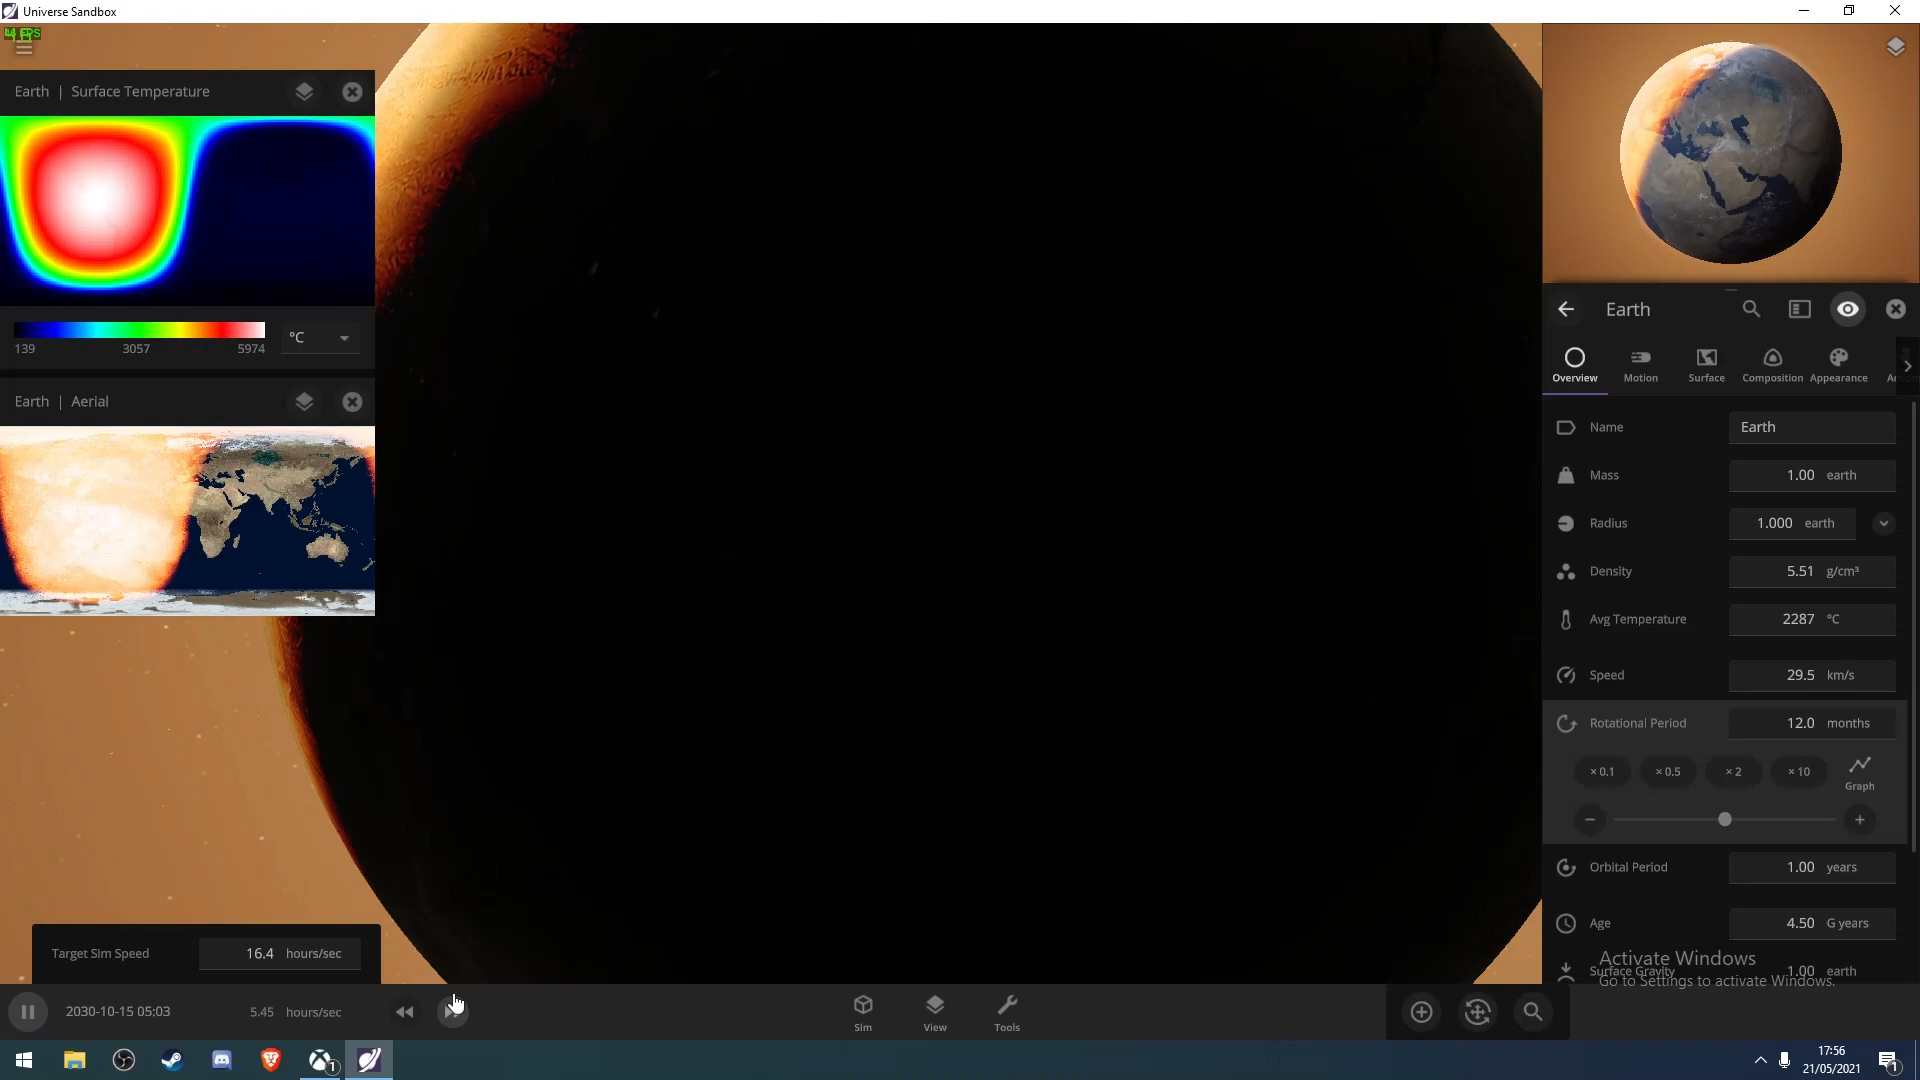 Universe Sandbox
Earth | Surface Temperature
139 3057 5974
°C
Earth | Aerial
Target Sim Speed 16.4 hours/sec
2030-10-15 05:03 5.45 hours/sec
Sim View Tools
Earth
Overview Motion Surface Composition Appearance
Name Earth
Mass 1.00 earth
Radius 1.000 earth
Density 5.51 g/cm³
Avg Temperature 2287 °C
Speed 29.5 km/s
Rotational Period 12.0 months
× 0.1 × 0.5 × 2 × 10 Graph
Orbital Period 1.00 years
Age 4.50 G years
Activate Windows
Surface Gravity 1.00 earth
Go to Settings to activate Windows.
1
17:56
21/05/2021
1